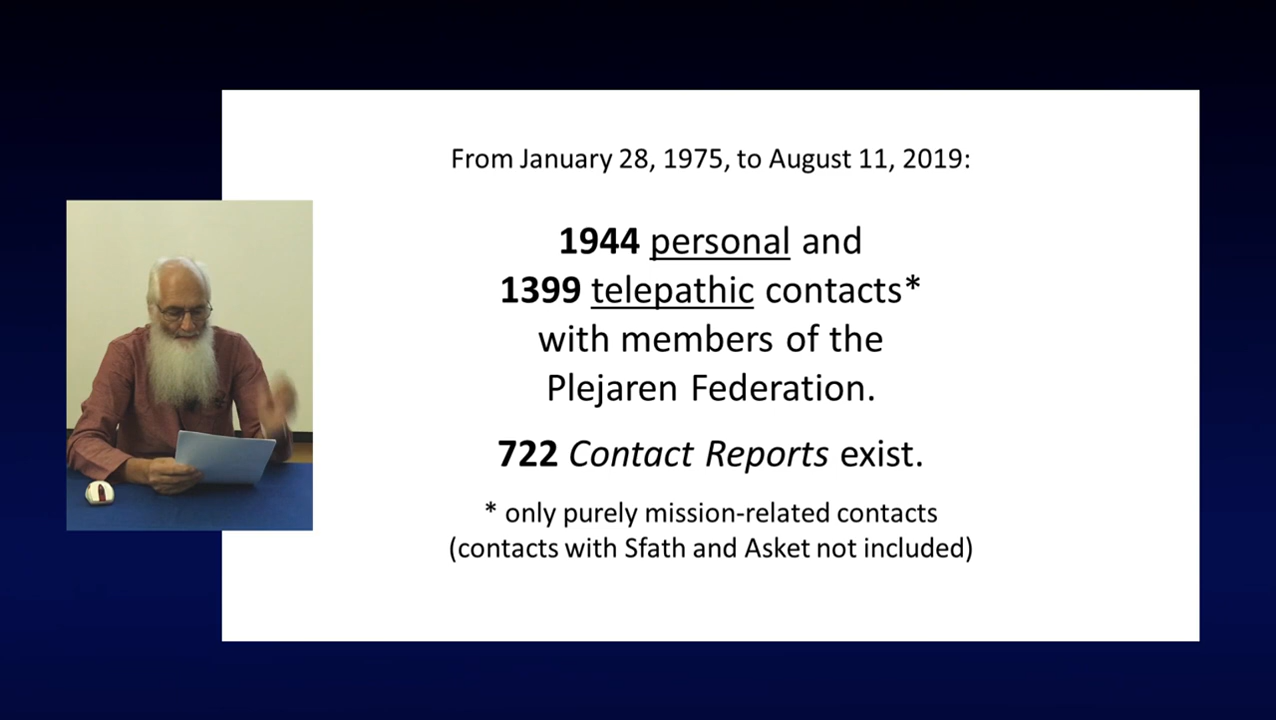 From January 28, 1975, to August 11, 2019:
1944 personal and
1399 telepathic contacts*
with members of the
Plejaren Federation.
722 Contact Reports exist.
* only purely mission-related contacts
(contacts with Sfath and Asket not included)